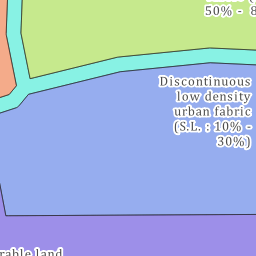 50% - 8
Discontinuous
low density
urban fabric
(S.L. : 10% -
30%)
rable land